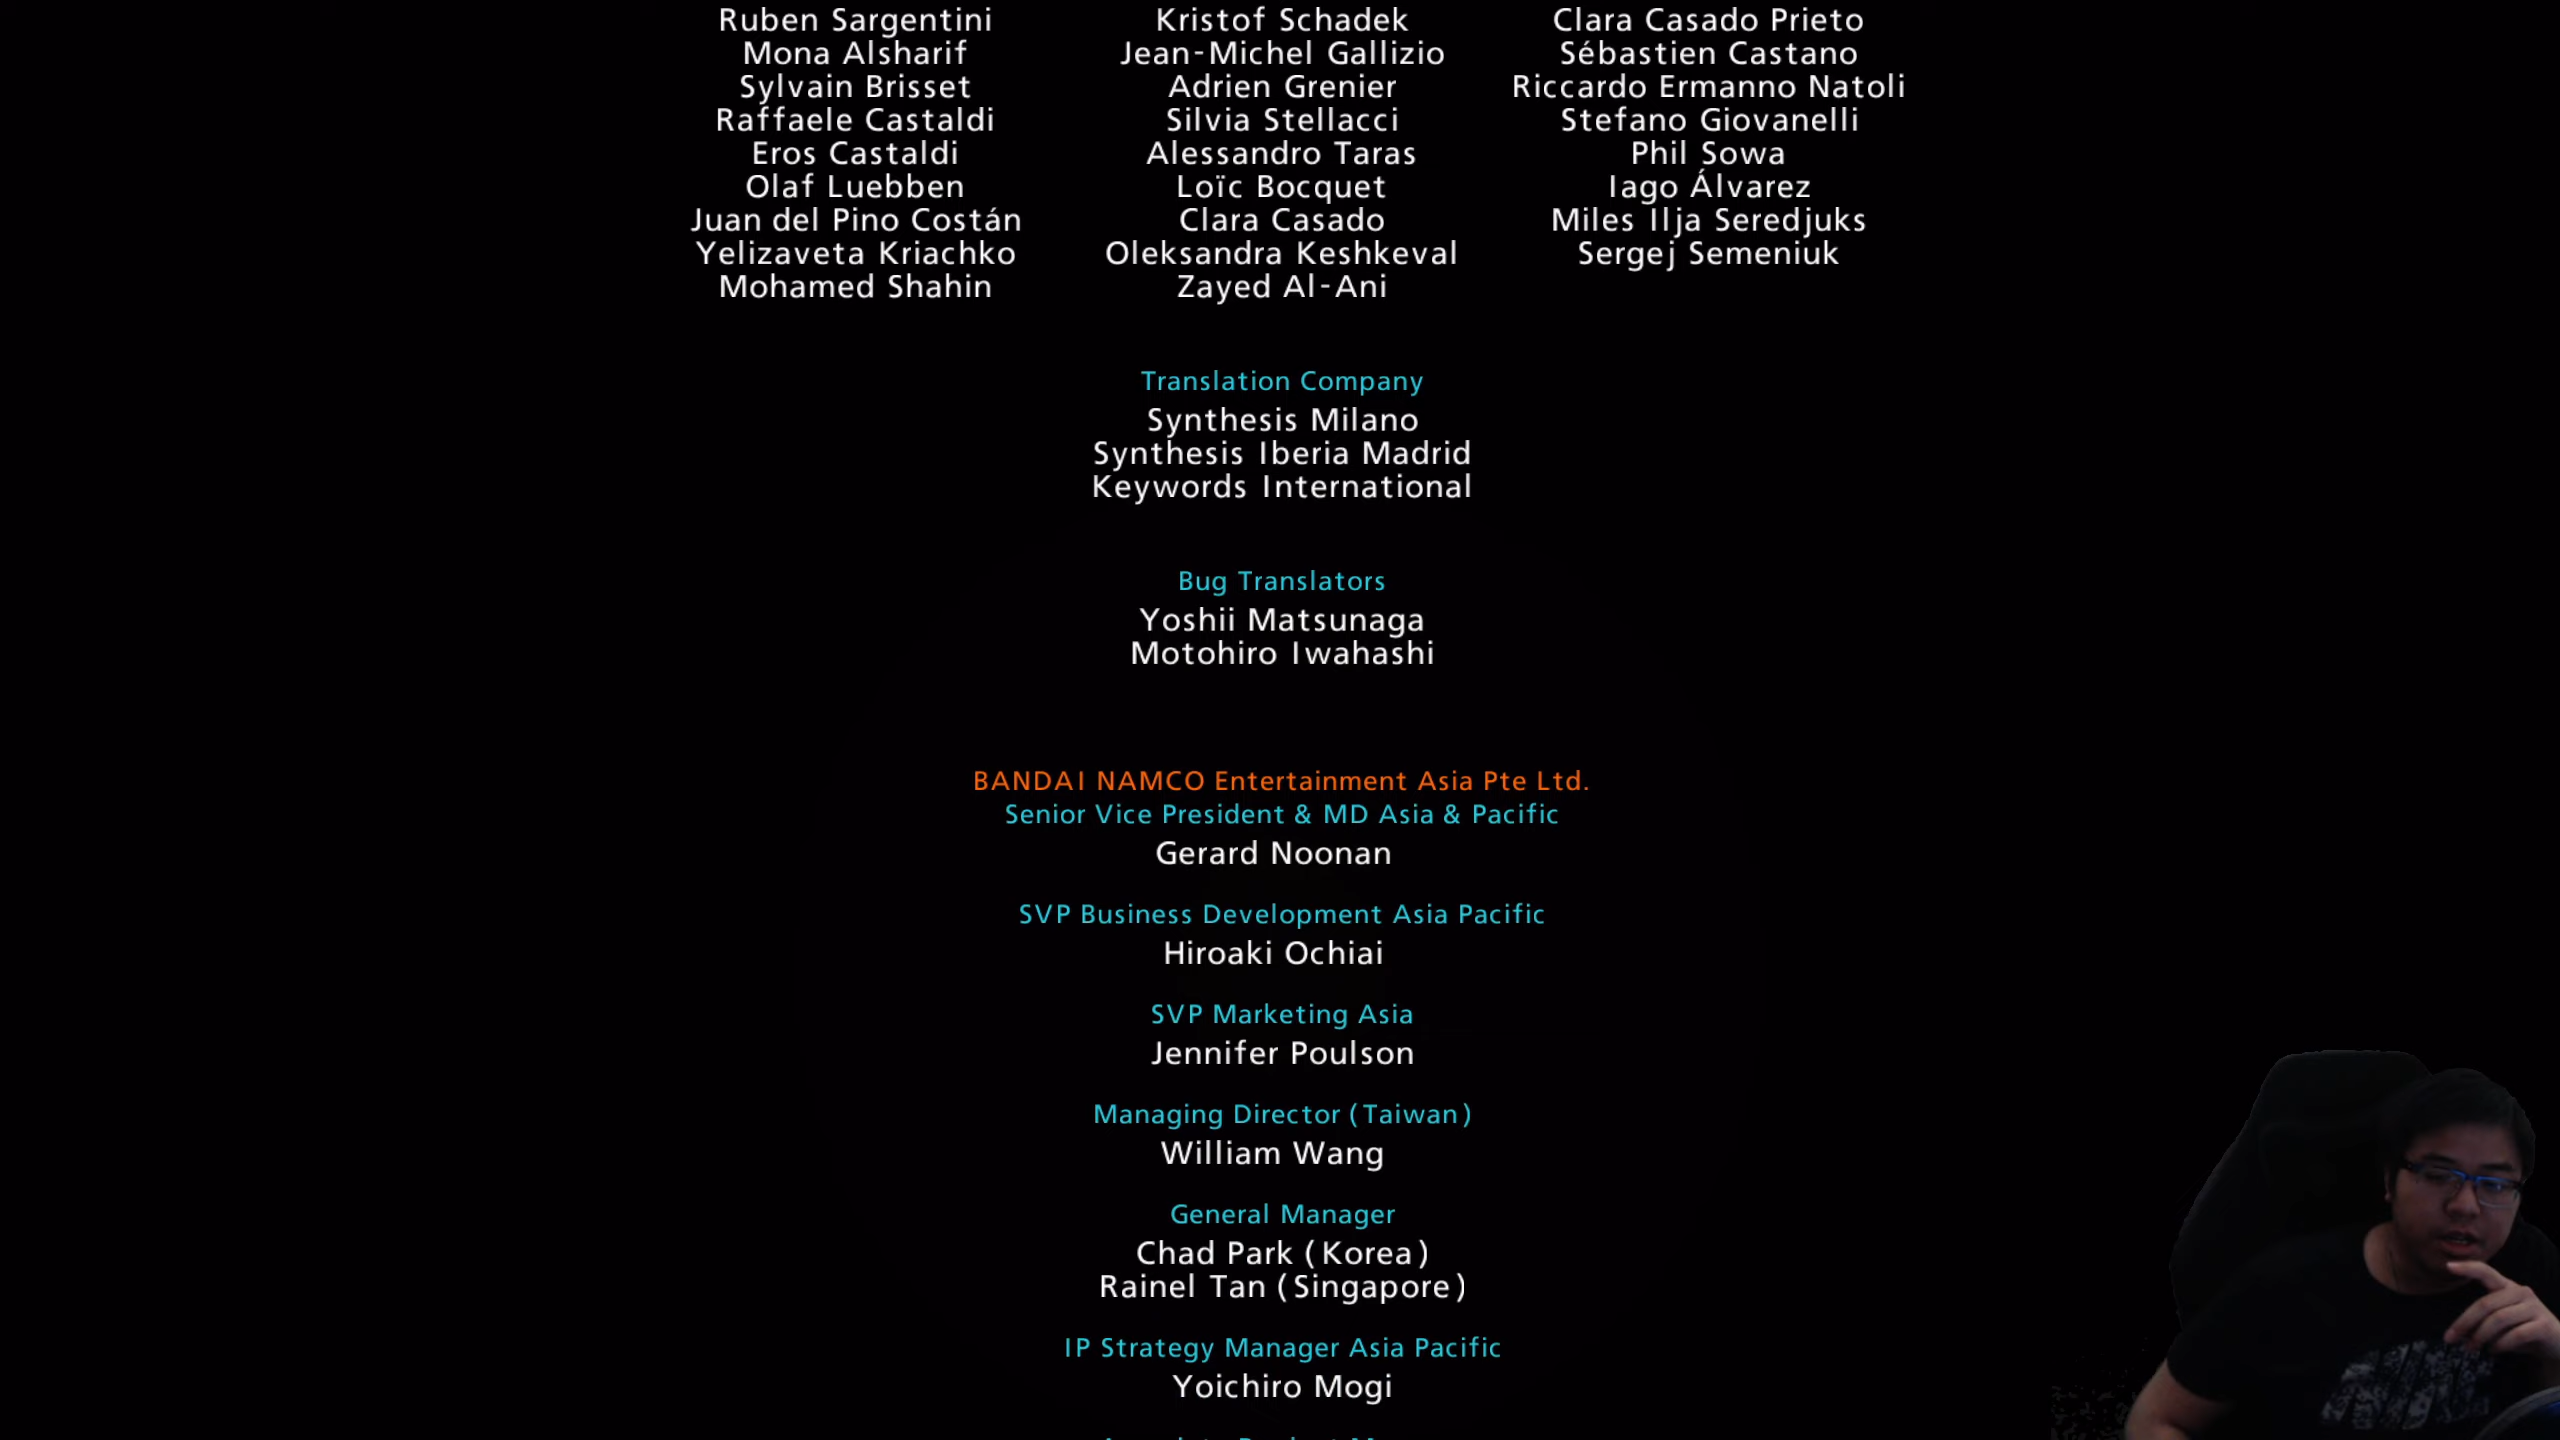 Ruben Sargentini Kristof Schadek Clara Casado Prieto
Mona Alsharif Jean-Michel Gallizio Sébastien Castano
Sylvain Brisset Adrien Grenier Riccardo Ermanno Natoli
Raffaele Castaldi Silvia Stellacci Stefano Giovanelli
Eros Castaldi Alessandro Taras Phil Sowa
Olaf Luebben Loïc Bocquet Iago Álvarez
Juan del Pino Costán Clara Casado Miles Ilja Seredjuks
Yelizaveta Kriachko Oleksandra Keshkeval Sergej Semeniuk
Mohamed Shahin Zayed Al-Ani
Translation Company
Synthesis Milano
Synthesis Iberia Madrid
Keywords International
Bug Translators
Yoshii Matsunaga
Motohiro Iwahashi
BANDAI NAMCO Entertainment Asia Pte Ltd.
Senior Vice President & MD Asia & Pacific
Gerard Noonan
SVP Business Development Asia Pacific
Hiroaki Ochiai
SVP Marketing Asia
Jennifer Poulson
Managing Director (Taiwan)
William Wang
General Manager
Chad Park (Korea)
Rainel Tan (Singapore)
IP Strategy Manager Asia Pacific
Yoichiro Mogi